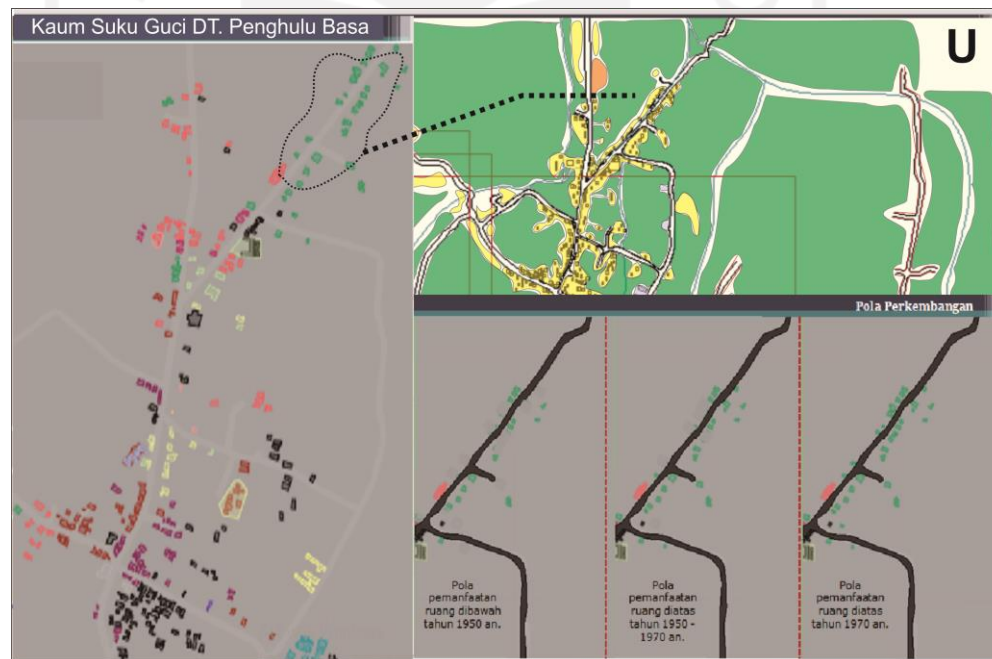 Kaum Suku Guci DT. Penghulu Basa
U
Pola Perkembangan
Pola
pemanfaatan
ruang dibawah
tahun 1950 an.
Pola
pemanfaatan
ruang diatas
tahun 1950 -
1970 an.
Pola
pemanfaatan
ruang diatas
tahun 1970 an.